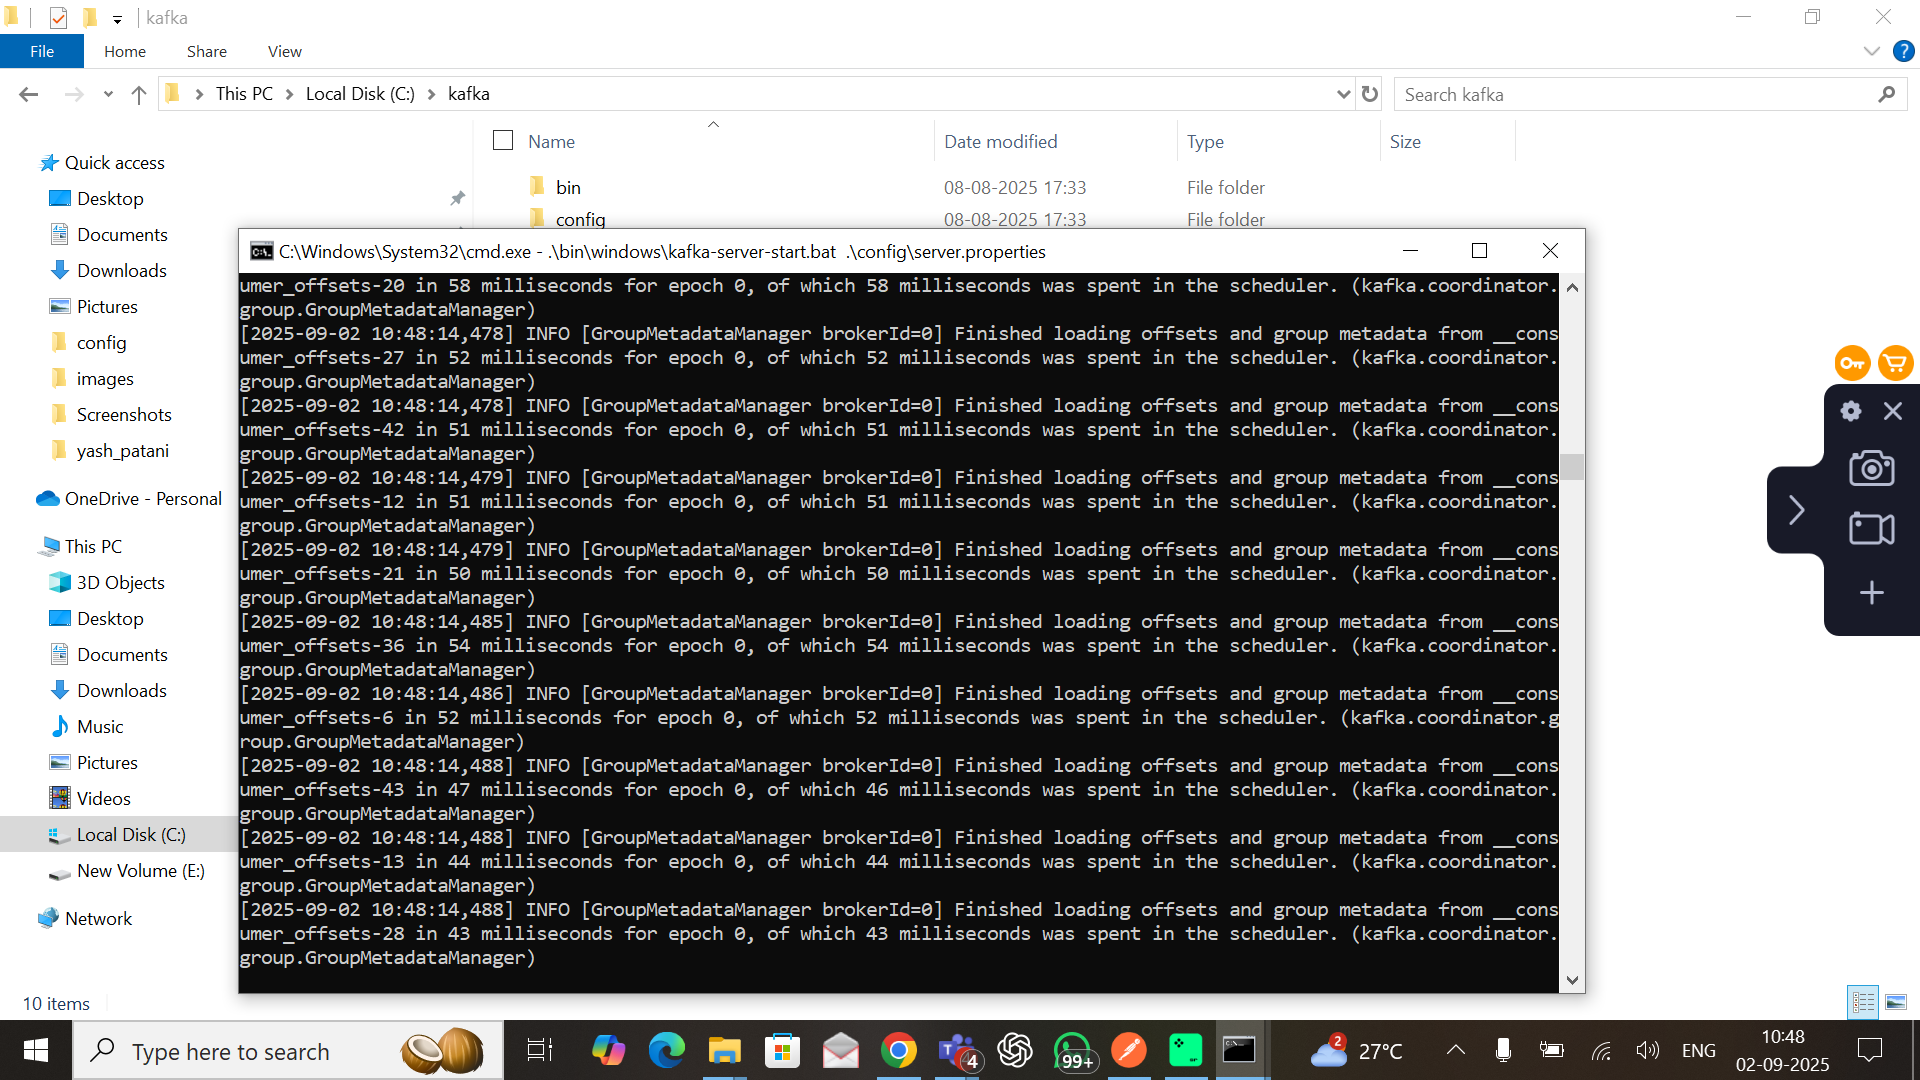 kafka
File
Home
Share
View
?
This PC
Local Disk (C:)
kafka
Search kafka
Name
Date modified
Type
Size
Quick access
Desktop
Documents
Downloads
Pictures
config
images
Screenshots
yash_patani
OneDrive - Personal
This PC
3D Objects
Desktop
Documents
Downloads
Music
Pictures
Videos
Local Disk (C:)
New Volume (E:)
Network
bin
08-08-2025 17:33
File folder
config
08-08-2025 17:33
File folder
C:\Windows\System32\cmd.exe - .\bin\windows\kafka-server-start.bat .\config\server.properties
umer_offsets-20 in 58 milliseconds for epoch 0, of which 58 milliseconds was spent in the scheduler. (kafka.coordinator.
group.GroupMetadataManager)
[2025-09-02 10:48:14,478] INFO [GroupMetadataManager brokerId=0] Finished loading offsets and group metadata from __cons
umer_offsets-27 in 52 milliseconds for epoch 0, of which 52 milliseconds was spent in the scheduler. (kafka.coordinator.
group.GroupMetadataManager)
[2025-09-02 10:48:14,478] INFO [GroupMetadataManager brokerId=0] Finished loading offsets and group metadata from __cons
umer_offsets-42 in 51 milliseconds for epoch 0, of which 51 milliseconds was spent in the scheduler. (kafka.coordinator.
group.GroupMetadataManager)
[2025-09-02 10:48:14,479] INFO [GroupMetadataManager brokerId=0] Finished loading offsets and group metadata from __cons
umer_offsets-12 in 51 milliseconds for epoch 0, of which 51 milliseconds was spent in the scheduler. (kafka.coordinator.
group.GroupMetadataManager)
[2025-09-02 10:48:14,479] INFO [GroupMetadataManager brokerId=0] Finished loading offsets and group metadata from __cons
umer_offsets-21 in 50 milliseconds for epoch 0, of which 50 milliseconds was spent in the scheduler. (kafka.coordinator.
group.GroupMetadataManager)
[2025-09-02 10:48:14,485] INFO [GroupMetadataManager brokerId=0] Finished loading offsets and group metadata from __cons
umer_offsets-36 in 54 milliseconds for epoch 0, of which 54 milliseconds was spent in the scheduler. (kafka.coordinator.
group.GroupMetadataManager)
[2025-09-02 10:48:14,486] INFO [GroupMetadataManager brokerId=0] Finished loading offsets and group metadata from __cons
umer_offsets-6 in 52 milliseconds for epoch 0, of which 52 milliseconds was spent in the scheduler. (kafka.coordinator.g
roup.GroupMetadataManager)
[2025-09-02 10:48:14,488] INFO [GroupMetadataManager brokerId=0] Finished loading offsets and group metadata from __cons
umer_offsets-43 in 47 milliseconds for epoch 0, of which 46 milliseconds was spent in the scheduler. (kafka.coordinator.
group.GroupMetadataManager)
[2025-09-02 10:48:14,488] INFO [GroupMetadataManager brokerId=0] Finished loading offsets and group metadata from __cons
umer_offsets-13 in 44 milliseconds for epoch 0, of which 44 milliseconds was spent in the scheduler. (kafka.coordinator.
group.GroupMetadataManager)
[2025-09-02 10:48:14,488] INFO [GroupMetadataManager brokerId=0] Finished loading offsets and group metadata from __cons
umer_offsets-28 in 43 milliseconds for epoch 0, of which 43 milliseconds was spent in the scheduler. (kafka.coordinator.
group.GroupMetadataManager)
10 items
Type here to search
4
99+
2
27°C
ENG
10:48
02-09-2025